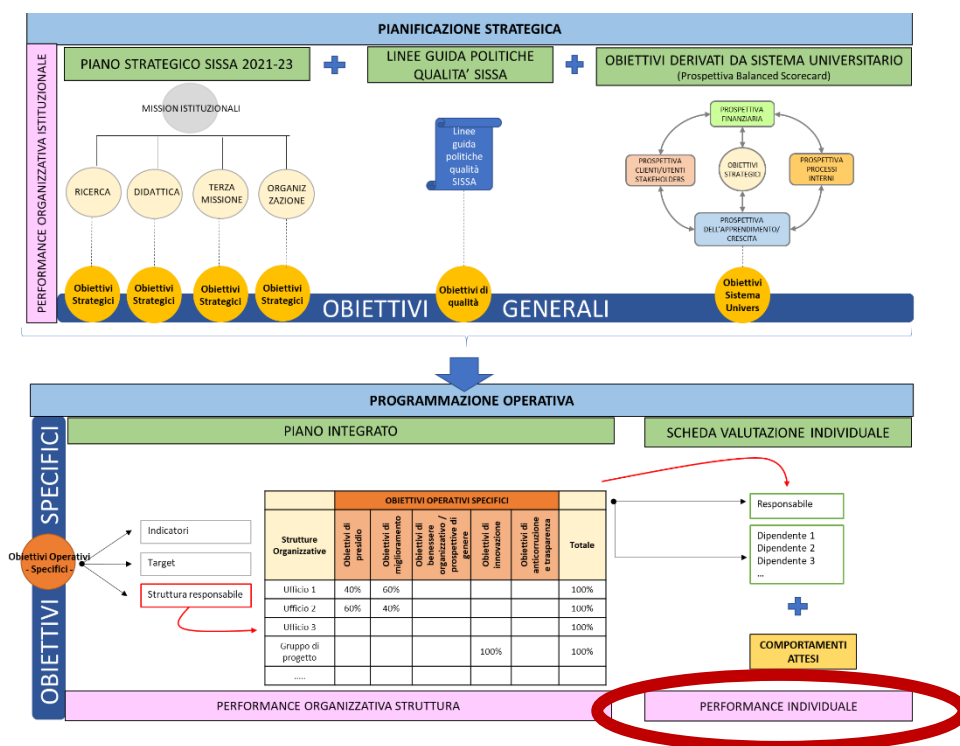 PIANIFICAZIONE STRATEGICA
PERFORMANCE ORGANIZZATIVA ISTITUZIONALE
PIANO STRATEGICO SISSA 2021-23
LINEE GUIDA POLITICHE
QUALITA' SISSA
OBIETTIVI DERIVATI DA SISTEMA UNIVERSITARIO
(Prospettiva Balanced Scorecard)
MISSION ISTITUZIONALI
RICERCA
DIDATTICA
TERZA
MISSIONE
ORGANIZ
ZAZIONE
Linee
guida
politiche
qualità
SISSA
PROSPETTIVA
FINANZIARIA
PROSPETTIVA
CLIENTI/UTENTI
STAKEHOLDERS
OBIETTIVI
STRATEGICI
PROSPETTIVA
PROCESSI
INTERNI
PROSPETTIVA
DELL'APPRENDIMENTO/
CRESCITA
Obiettivi
Strategici
Obiettivi
Strategici
Obiettivi
Strategici
Obiettivi
Strategici
Obiettivi di
qualità
Obiettivi
Sistema
Univers
OBIETTIVI GENERALI
PROGRAMMAZIONE OPERATIVA
OBIETTIVI SPECIFICI
PIANO INTEGRATO
SCHEDA VALUTAZIONE INDIVIDUALE
Obiettivi Operativi
- Specifici -
Indicatori
Target
Struttura responsabile
OBIETTIVI OPERATIVI SPECIFICI
Strutture
Organizzative
Obiettivi di
presidio
Obiettivi di
miglioramento
Obiettivi di
benessere
organizzativo /
prospettive di
genere
Obiettivi di
innovazione
Obiettivi di
anticorruzione
e trasparenza
Totale
Ufficio 1 40% 60% 100%
Ufficio 2 60% 40% 100%
Ufficio 3 100%
Gruppo di
progetto 100% 100%
.....
Responsabile
Dipendente 1
Dipendente 2
Dipendente 3
...
COMPORTAMENTI
ATTESI
PERFORMANCE ORGANIZZATIVA STRUTTURA
PERFORMANCE INDIVIDUALE